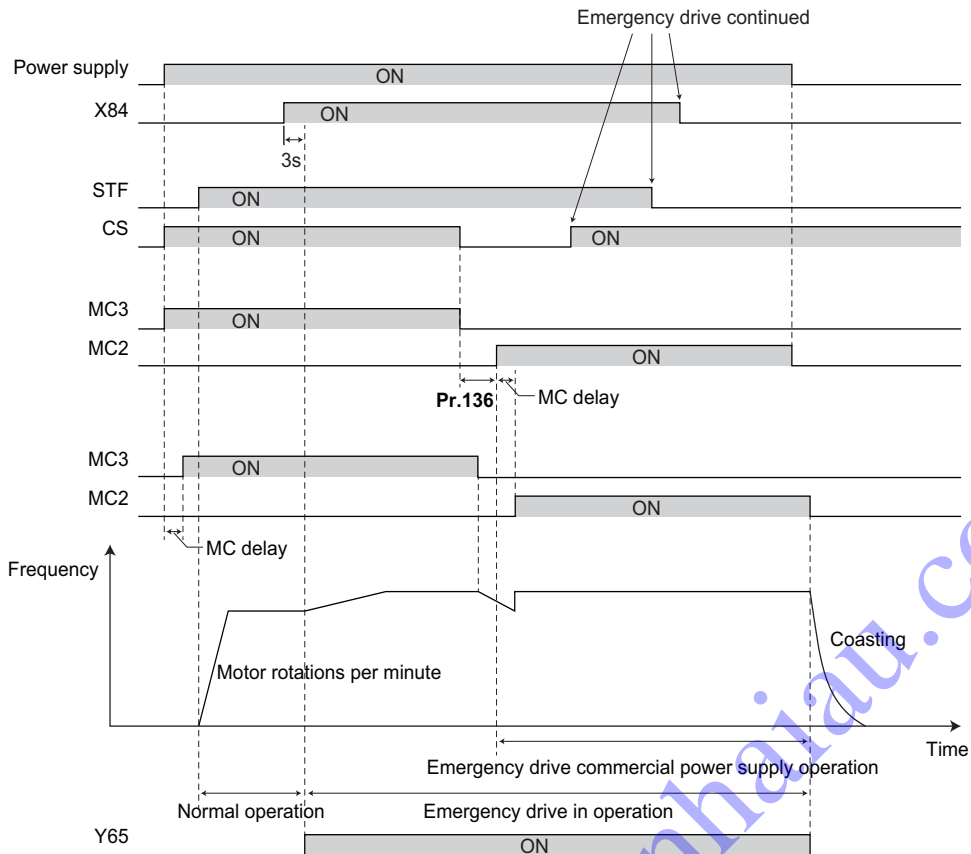 Emergency drive continued
Power supply
ON
X84
ON
3s
STF
ON
CS
ON
ON
MC3
ON
MC2
ON
Pr.136
MC delay
MC3
ON
MC2
ON
MC delay
Frequency
Coasting
Motor rotations per minute
Time
Emergency drive commercial power supply operation
Normal operation
Emergency drive in operation
Y65
ON